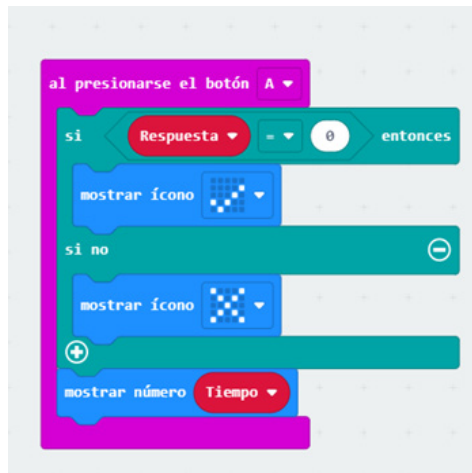 al presionarse el botón A
si Respuesta = 0 entonces
mostrar ícono
si no
mostrar ícono
mostrar número Tiempo